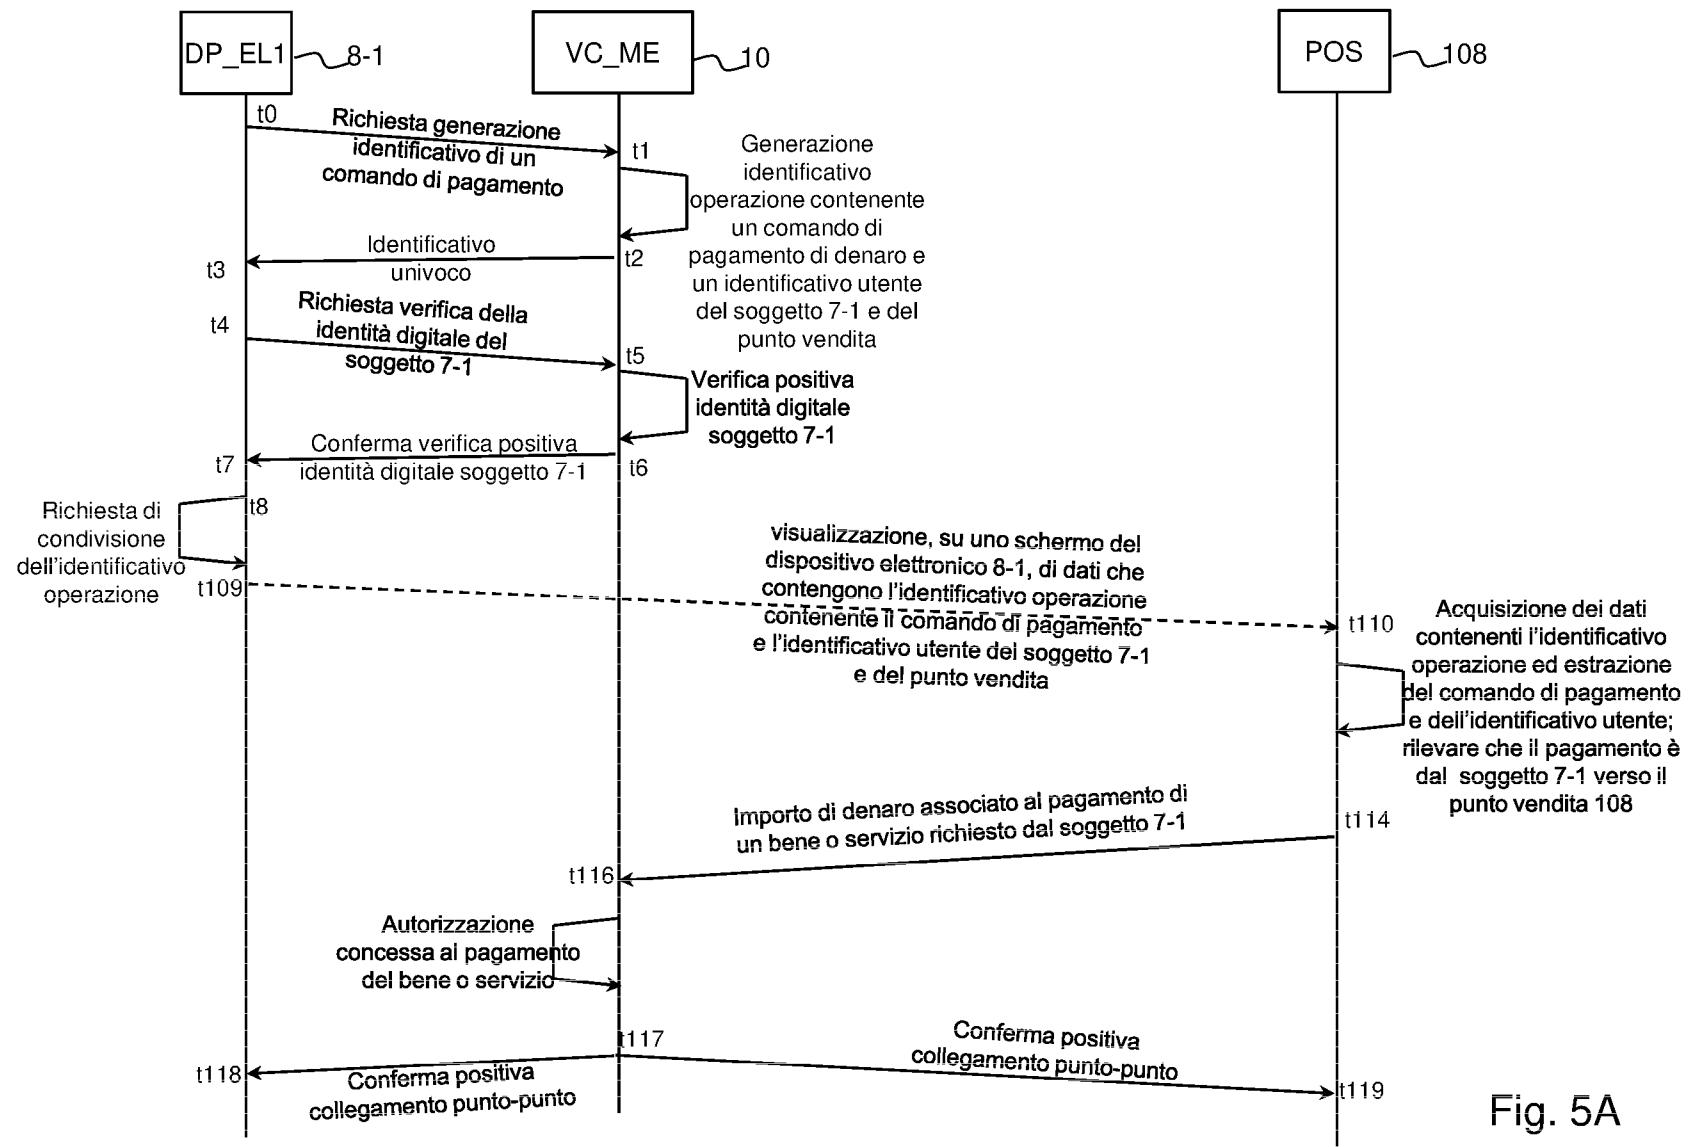 DP_EL1
8-1
VC_ME
10
POS
108
t0
Richiesta generazione
identificativo di un
comando di pagamento
t1
Generazione
identificativo
operazione contenente
un comando di
pagamento di denaro e
un identificativo utente
del soggetto 7-1 e del
punto vendita
t2
Identificativo
univoco
t3
Richiesta verifica della
identità digitale del
soggetto 7-1
t4
t5
Verifica positiva
identità digitale
soggetto 7-1
Conferma verifica positiva
identità digitale soggetto 7-1
t7
t6
t8
Richiesta di
condivisione
dell'identificativo
operazione
t109
visualizzazione, su uno schermo del
dispositivo elettronico 8-1, di dati che
contengono l'identificativo operazione
contenente il comando di pagamento
e l'identificativo utente del soggetto 7-1
e del punto vendita
t110
Acquisizione dei dati
contenenti l'identificativo
operazione ed estrazione
del comando di pagamento
e dell'identificativo utente;
rilevare che il pagamento è
dal soggetto 7-1 verso il
punto vendita 108
t114
Importo di denaro associato al pagamento di
un bene o servizio richiesto dal soggetto 7-1
t116
Autorizzazione
concessa al pagamento
del bene o servizio
t117
Conferma positiva
collegamento punto-punto
t118
Conferma positiva
collegamento punto-punto
t119
Fig. 5A